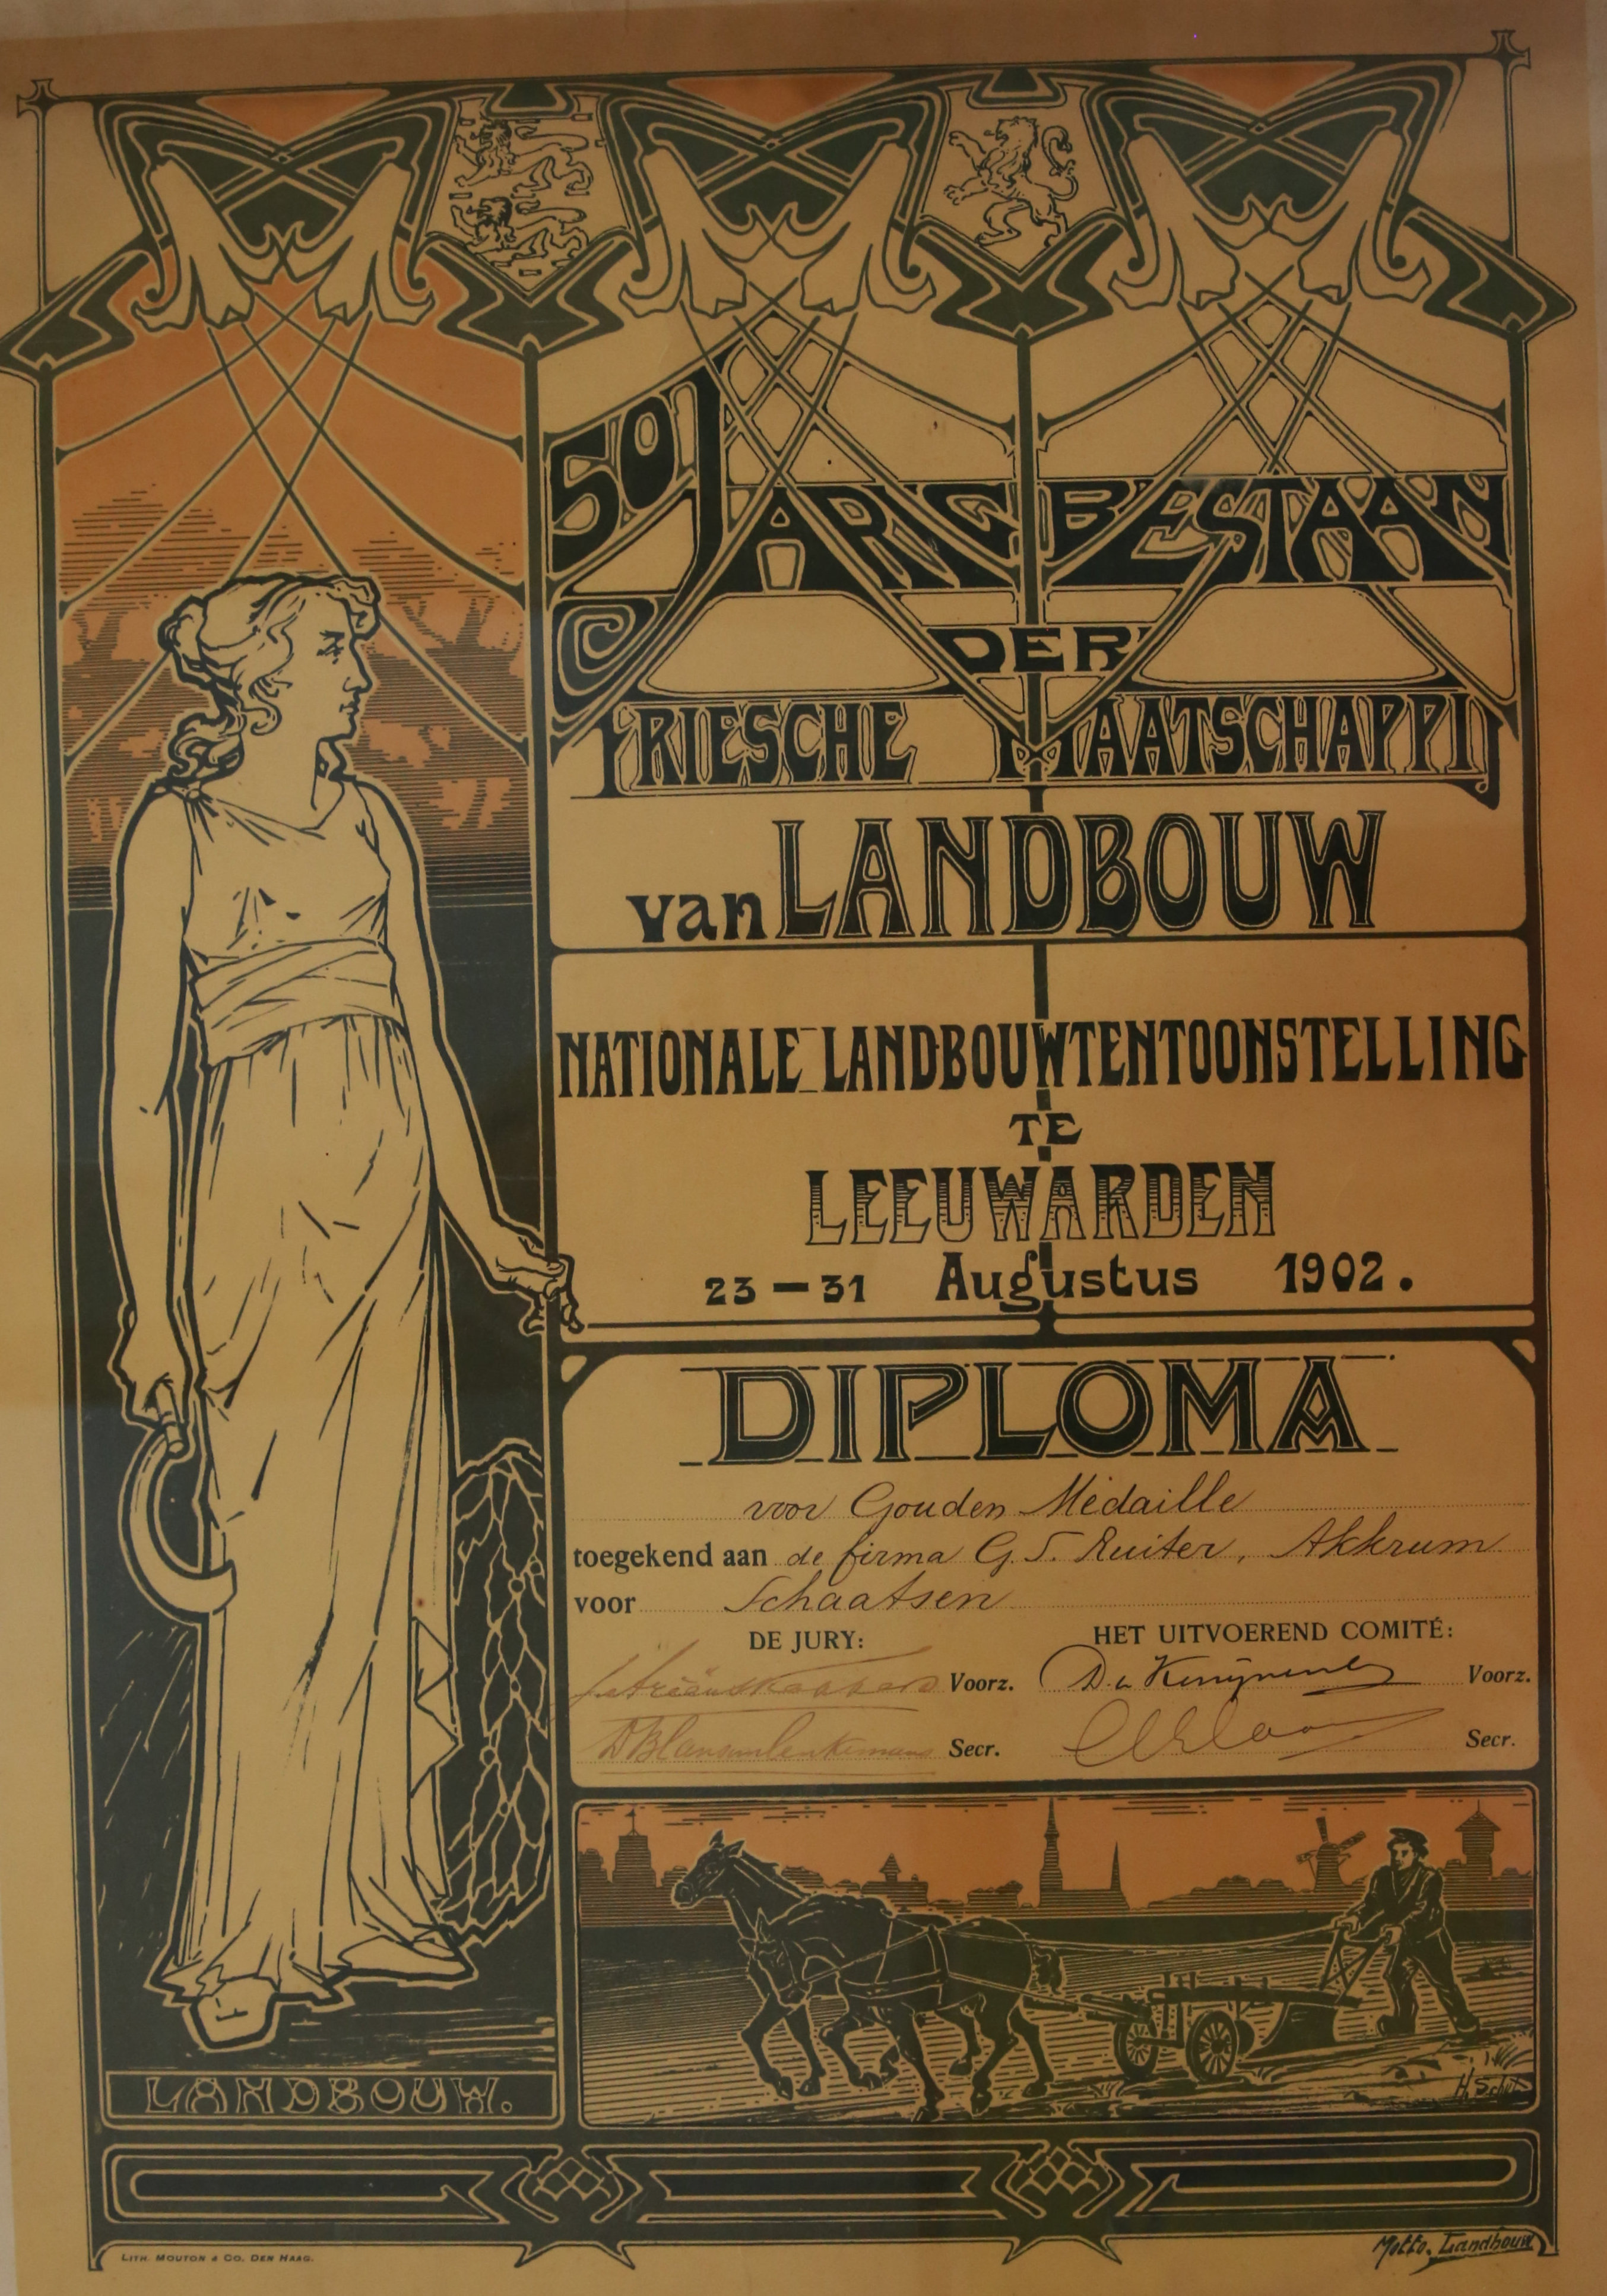 50 JARIG BESTAAN
DER
FRIESCHE MAATSCHAPPIJ
van LANDBOUW
NATIONALE LANDBOUWTENTOONSTELLING
TE
LEEUWARDEN
23 - 31 Augustus 1902.
DIPLOMA
voor Gouden Medaille
toegekend aan de firma G. S. Ruiter, Akkrum
voor Schaatsen
DE JURY:
HET UITVOEREND COMITÉ:
Voorz.
Voorz.
Secr.
Secr.
LANDBOUW.
LITH. MOUTON & CO. DEN HAAG.
Motto. Landbouw